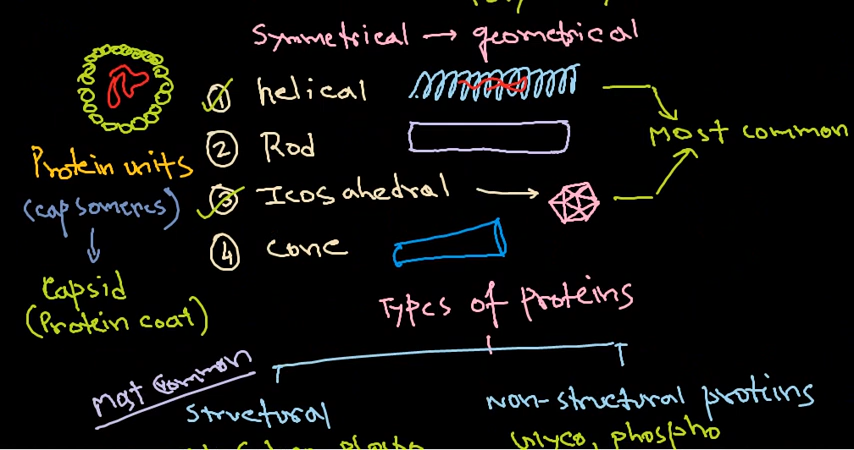 Symmetrical → geometrical
① helical
Most common
② Rod
Protein units
③ Icosahedral →
(capsomeres)
④ cone
Capsid
(Protein coat)
Types of proteins
Most common
structural
Non-structural proteins
Glyco, phospho